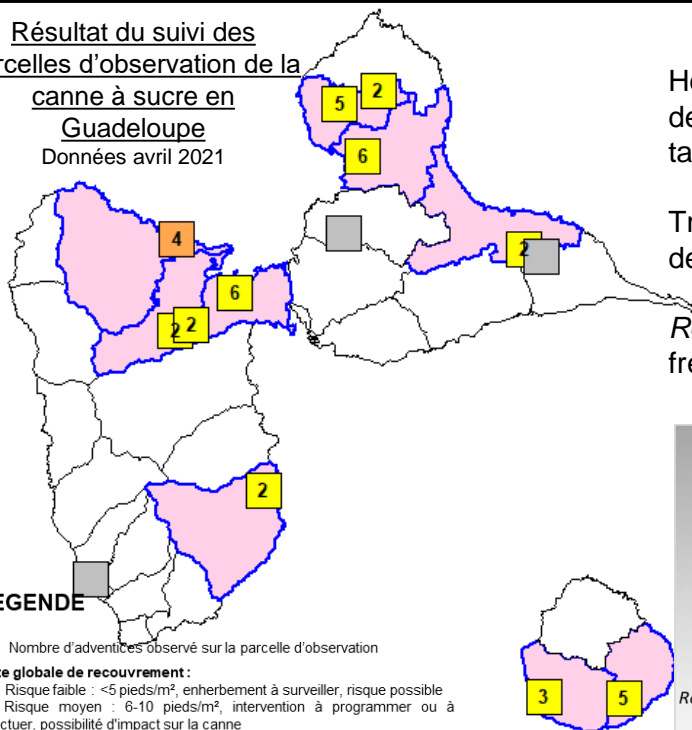 Résultat du suivi des
rcelles d'observation de la
canne à sucre en
Guadeloupe
Données avril 2021
5
2
6
4
2
6
2
2
2
3
5
EGENDE
Nombre d'adventices observé sur la parcelle d'observation
te globale de recouvrement :
Risque faible : <5 pieds/m², enherbement à surveiller, risque possible
Risque moyen : 6-10 pieds/m², intervention à programmer ou à
ctuer, possibilité d'impact sur la canne
He
de
ta
Tr
de
R
fre
Ro